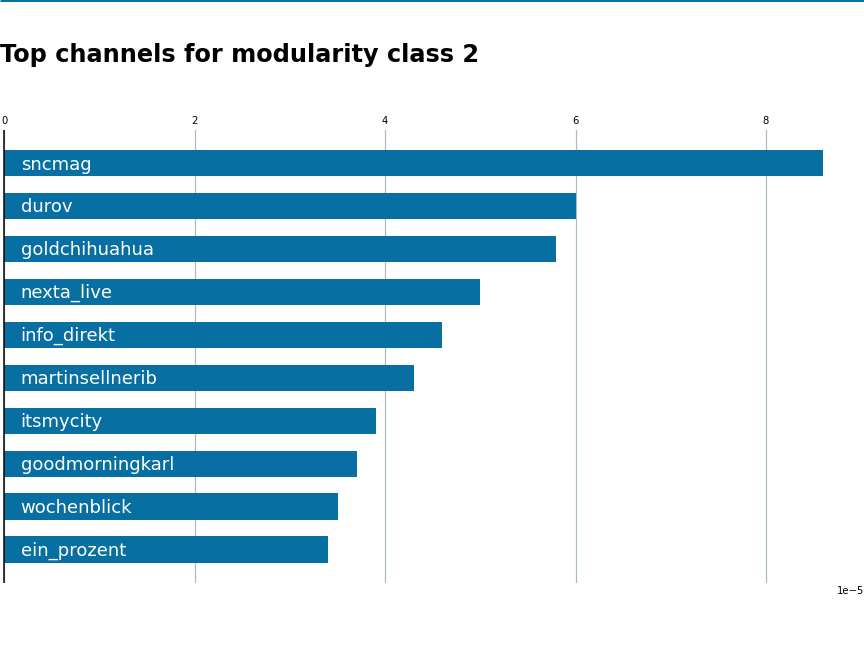 Top channels for modularity class 2
0 2 4 6 8
sncmag
durov
goldchihuahua
nexta_live
info_direkt
martinsellnerib
itsmycity
goodmorningkarl
wochenblick
ein_prozent
1e−5